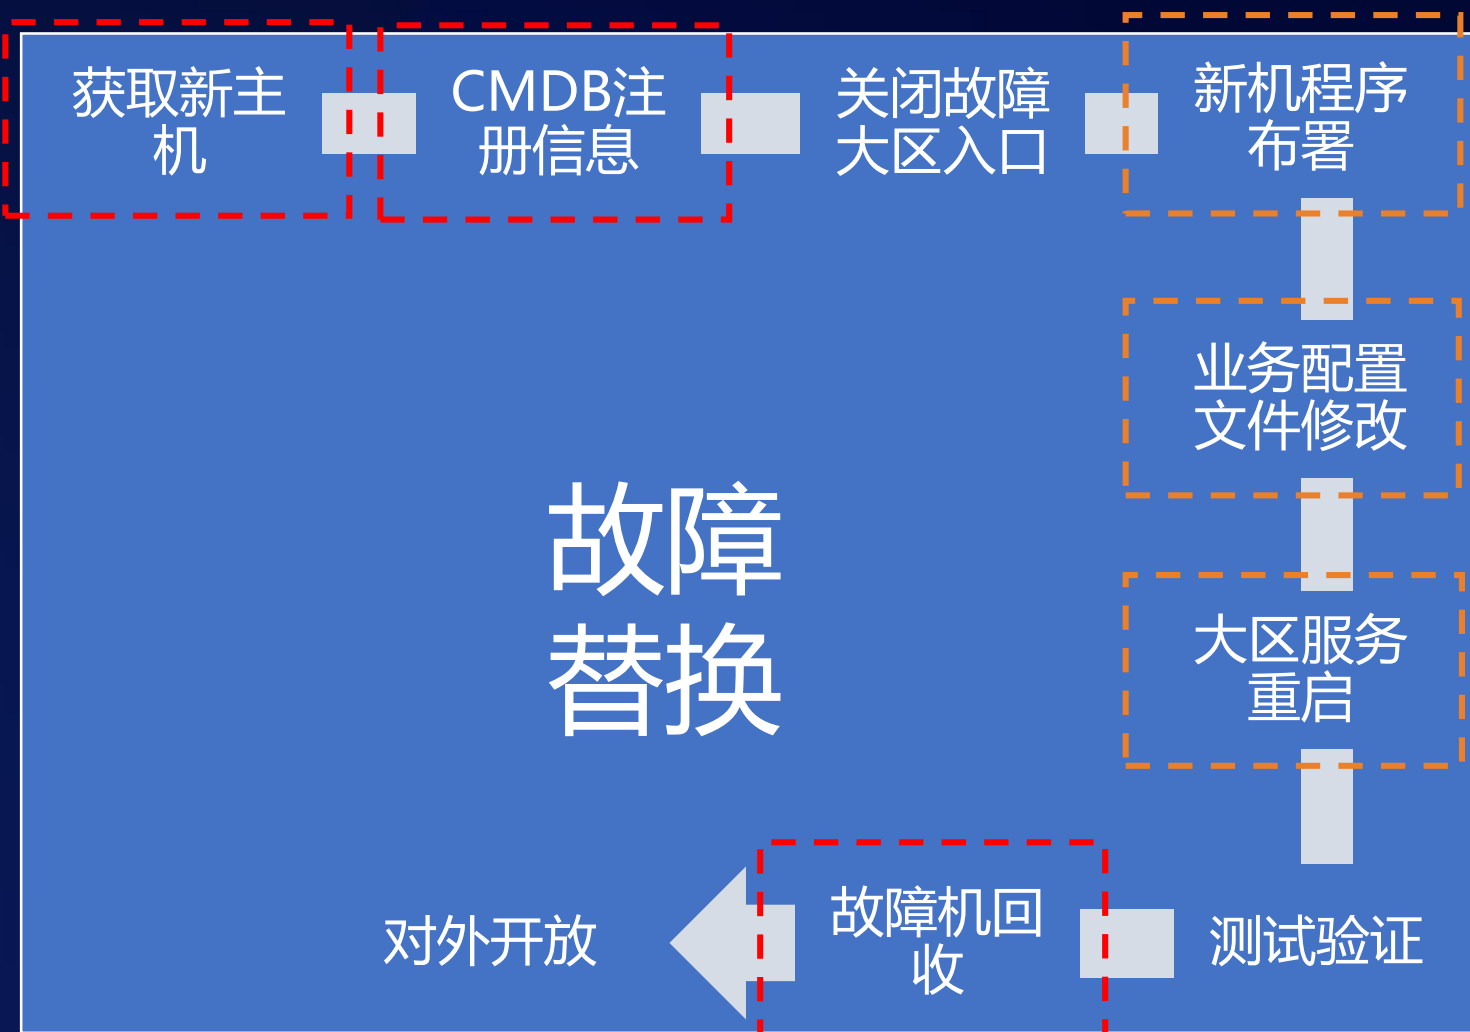 获取新主
机
CMDB注
册信息
关闭故障
大区入口
新机程序
布署
业务配置
文件修改
故障
替换
大区服务
重启
测试验证
故障机回
收
对外开放